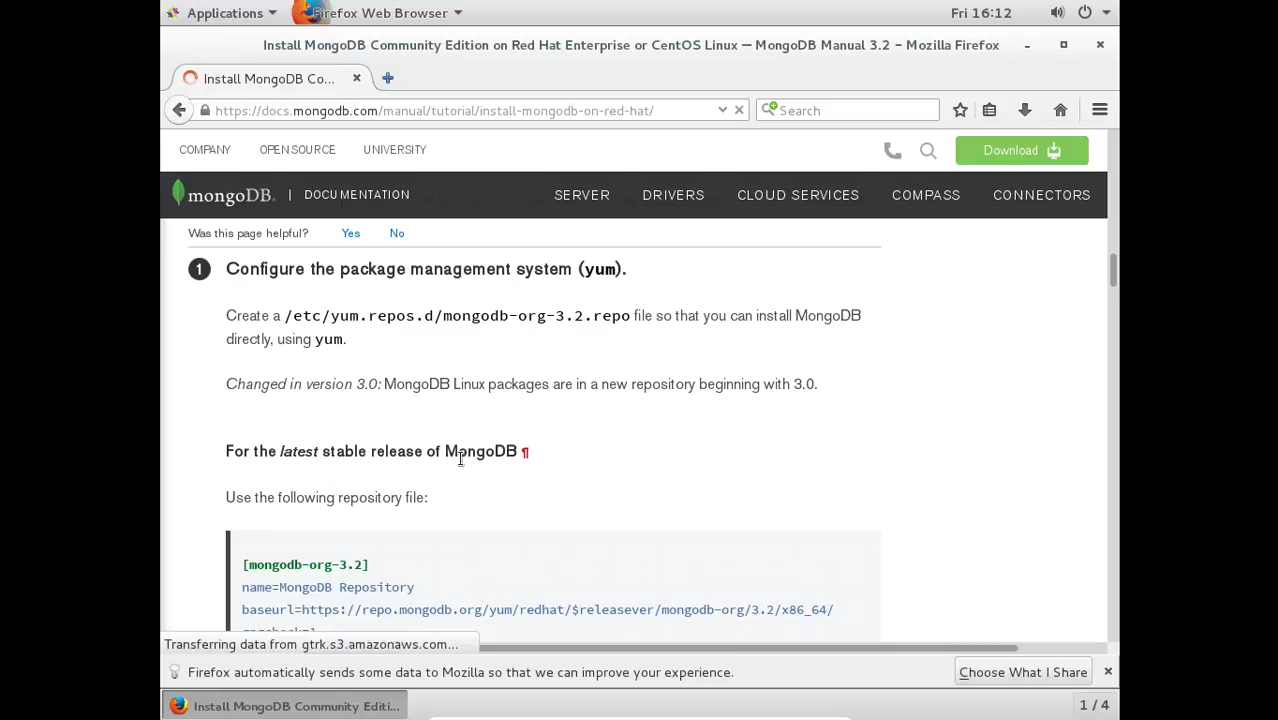 Applications Firefox Web Browser Fri 16:12
Install MongoDB Community Edition on Red Hat Enterprise or CentOS Linux — MongoDB Manual 3.2 – Mozilla Firefox
Install MongoDB Co...
https://docs.mongodb.com/manual/tutorial/install-mongodb-on-red-hat/ Search
COMPANY OPEN SOURCE UNIVERSITY Download
mongoDB. | DOCUMENTATION SERVER DRIVERS CLOUD SERVICES COMPASS CONNECTORS
Was this page helpful? Yes No
1 Configure the package management system (yum).
Create a /etc/yum.repos.d/mongodb-org-3.2.repo file so that you can install MongoDB
directly, using yum.
Changed in version 3.0: MongoDB Linux packages are in a new repository beginning with 3.0.
For the latest stable release of MongoDB ¶
Use the following repository file:
[mongodb-org-3.2]
name=MongoDB Repository
baseurl=https://repo.mongodb.org/yum/redhat/$releasever/mongodb-org/3.2/x86_64/
Transferring data from gtrk.s3.amazonaws.com...
Firefox automatically sends some data to Mozilla so that we can improve your experience. Choose What I Share
Install MongoDB Community Editi... 1 / 4